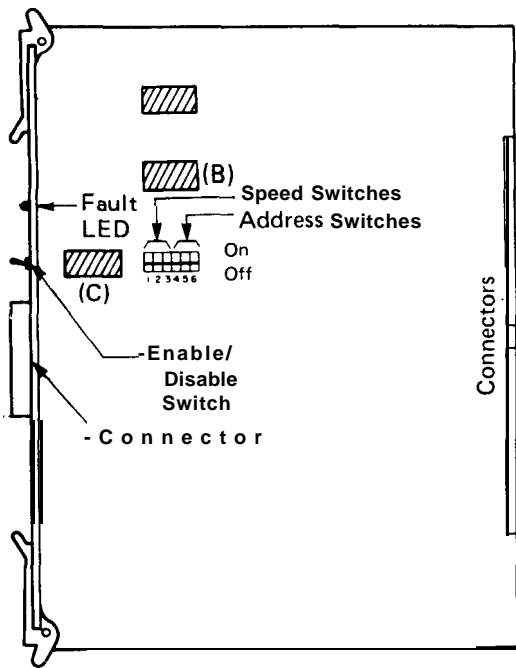 (B)
Speed Switches
Address Switches
Fault
LED
On
Off
1 2 3 4 5 6
(C)
-Enable/
Disable
Switch
-Connector
Connectors